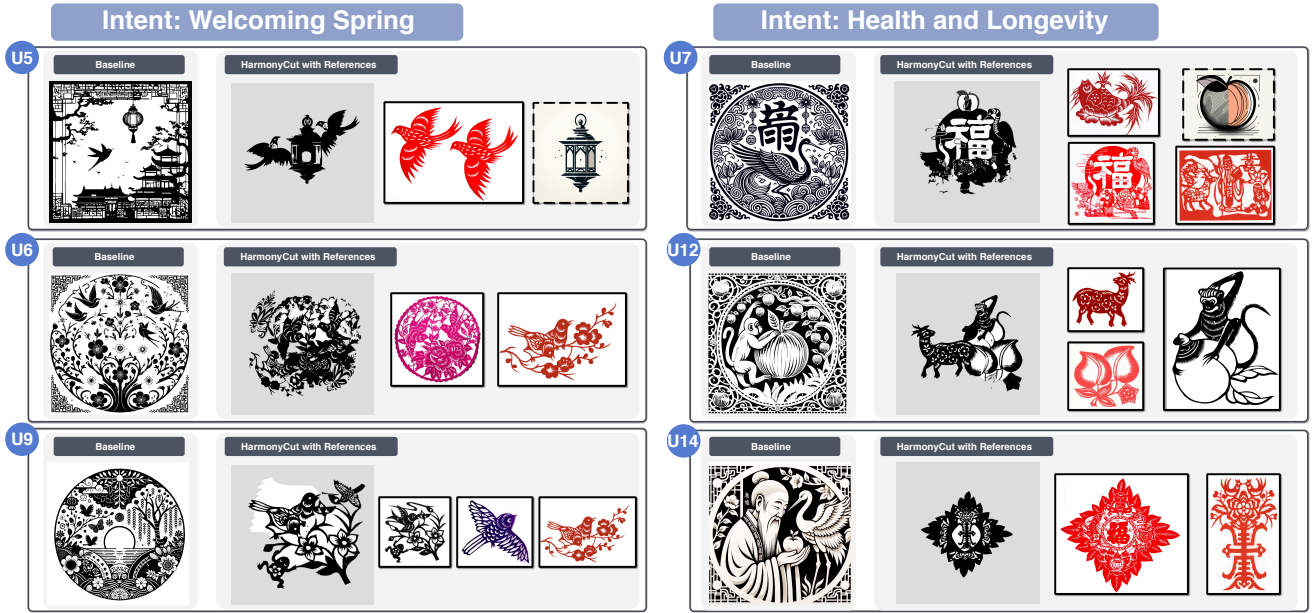 Intent: Welcoming Spring
U5
Baseline
HarmonyCut with References
U6
Baseline
HarmonyCut with References
U9
Baseline
HarmonyCut with References
Intent: Health and Longevity
U7
Baseline
HarmonyCut with References
福
福
U12
Baseline
HarmonyCut with References
U14
Baseline
HarmonyCut with References
福